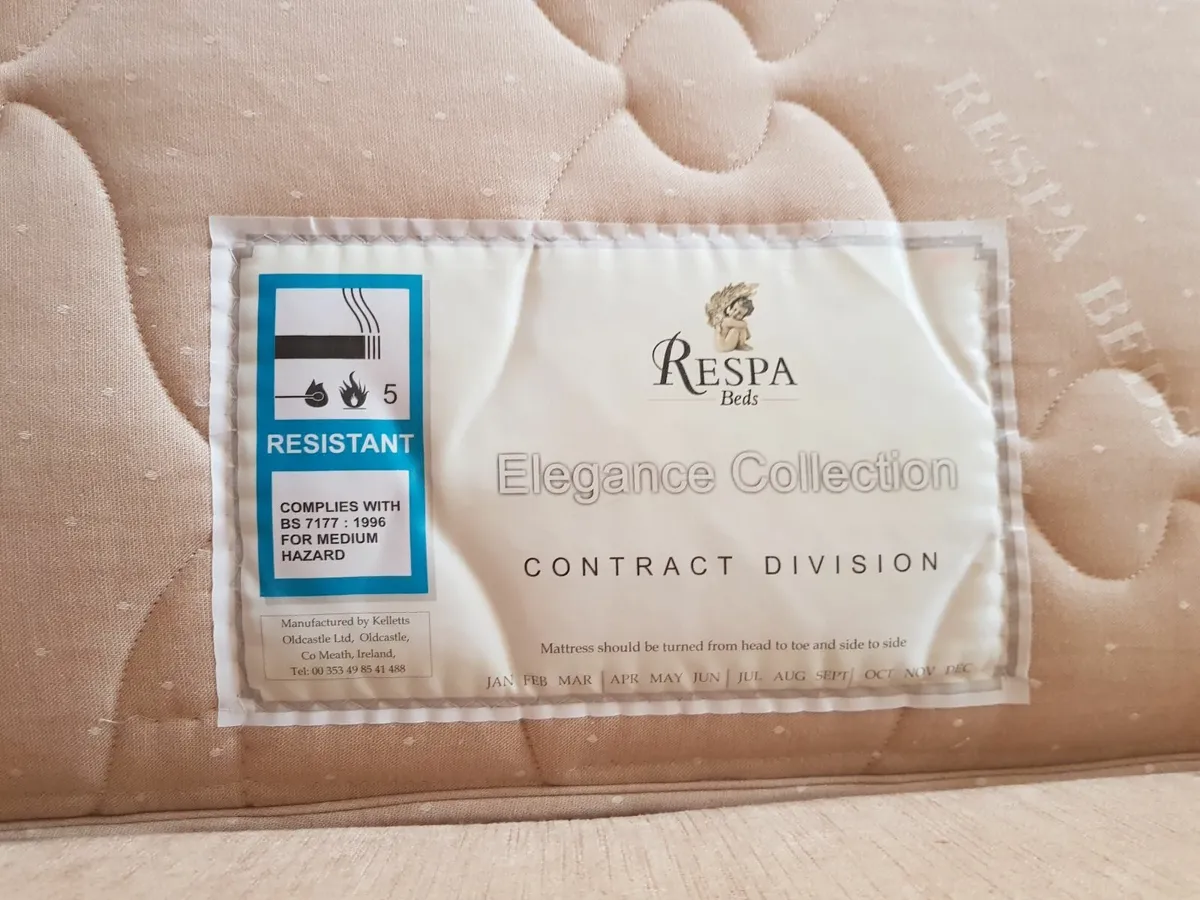 RESPA BEDS
5
RESISTANT
COMPLIES WITH
BS 7177 : 1996
FOR MEDIUM
HAZARD
Manufactured by Kelletts
Oldcastle Ltd, Oldcastle,
Co Meath, Ireland,
Tel: 00 353 49 85 41 488
RESPA
Beds
Elegance Collection
CONTRACT DIVISION
Mattress should be turned from head to toe and side to side
JAN FEB MAR | APR MAY JUN | JUL AUG SEPT | OCT NOV DEC